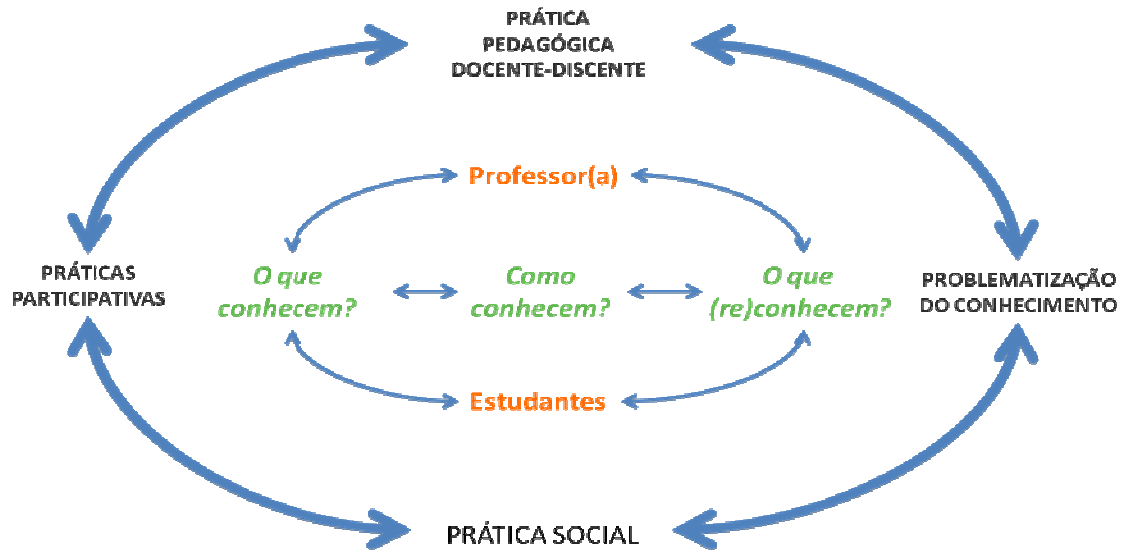 PRÁTICA
PEDAGÓGICA
DOCENTE-DISCENTE
Professor(a)
PRÁTICAS
PARTICIPATIVAS
O que
conhecem?
Como
conhecem?
O que
(re)conhecem?
PROBLEMATIZAÇÃO
DO CONHECIMENTO
Estudantes
PRÁTICA SOCIAL